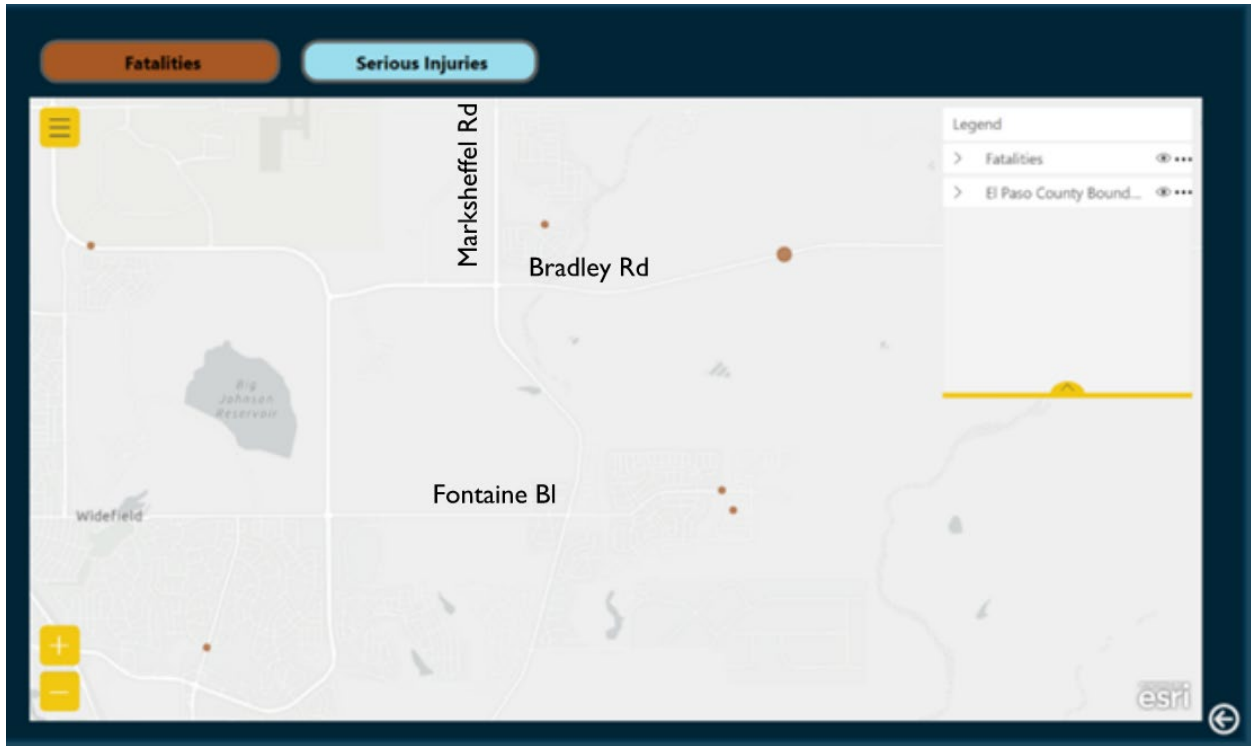 Fatalities
Serious Injuries
Marksheffel Rd
Legend
Fatalities
El Paso County Bound...
Bradley Rd
Big
Johnson
Reservoir
Fontaine Bl
Widefield
esri